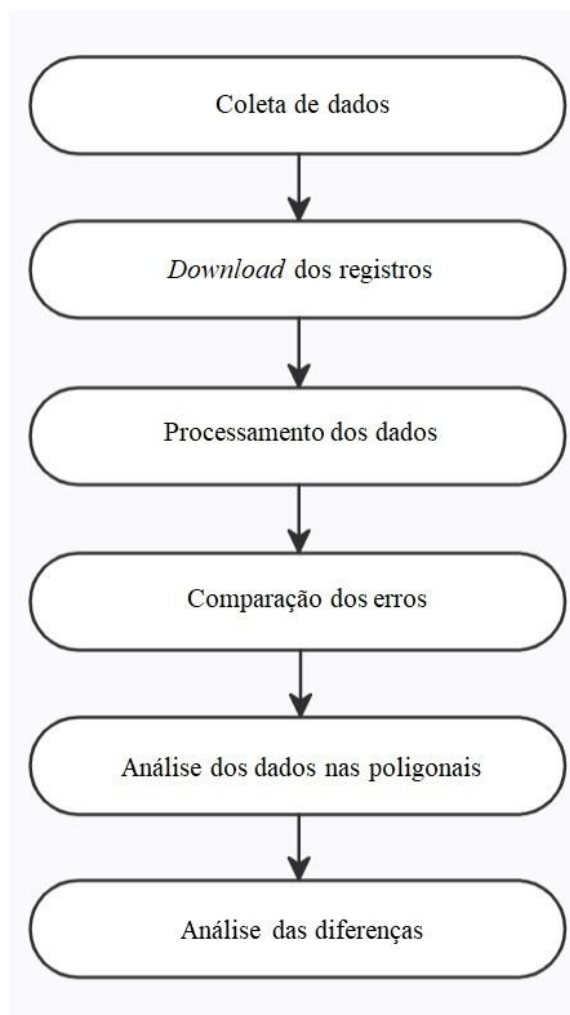 Coleta de dados
Download dos registros
Processamento dos dados
Comparação dos erros
Análise dos dados nas poligonais
Análise das diferenças